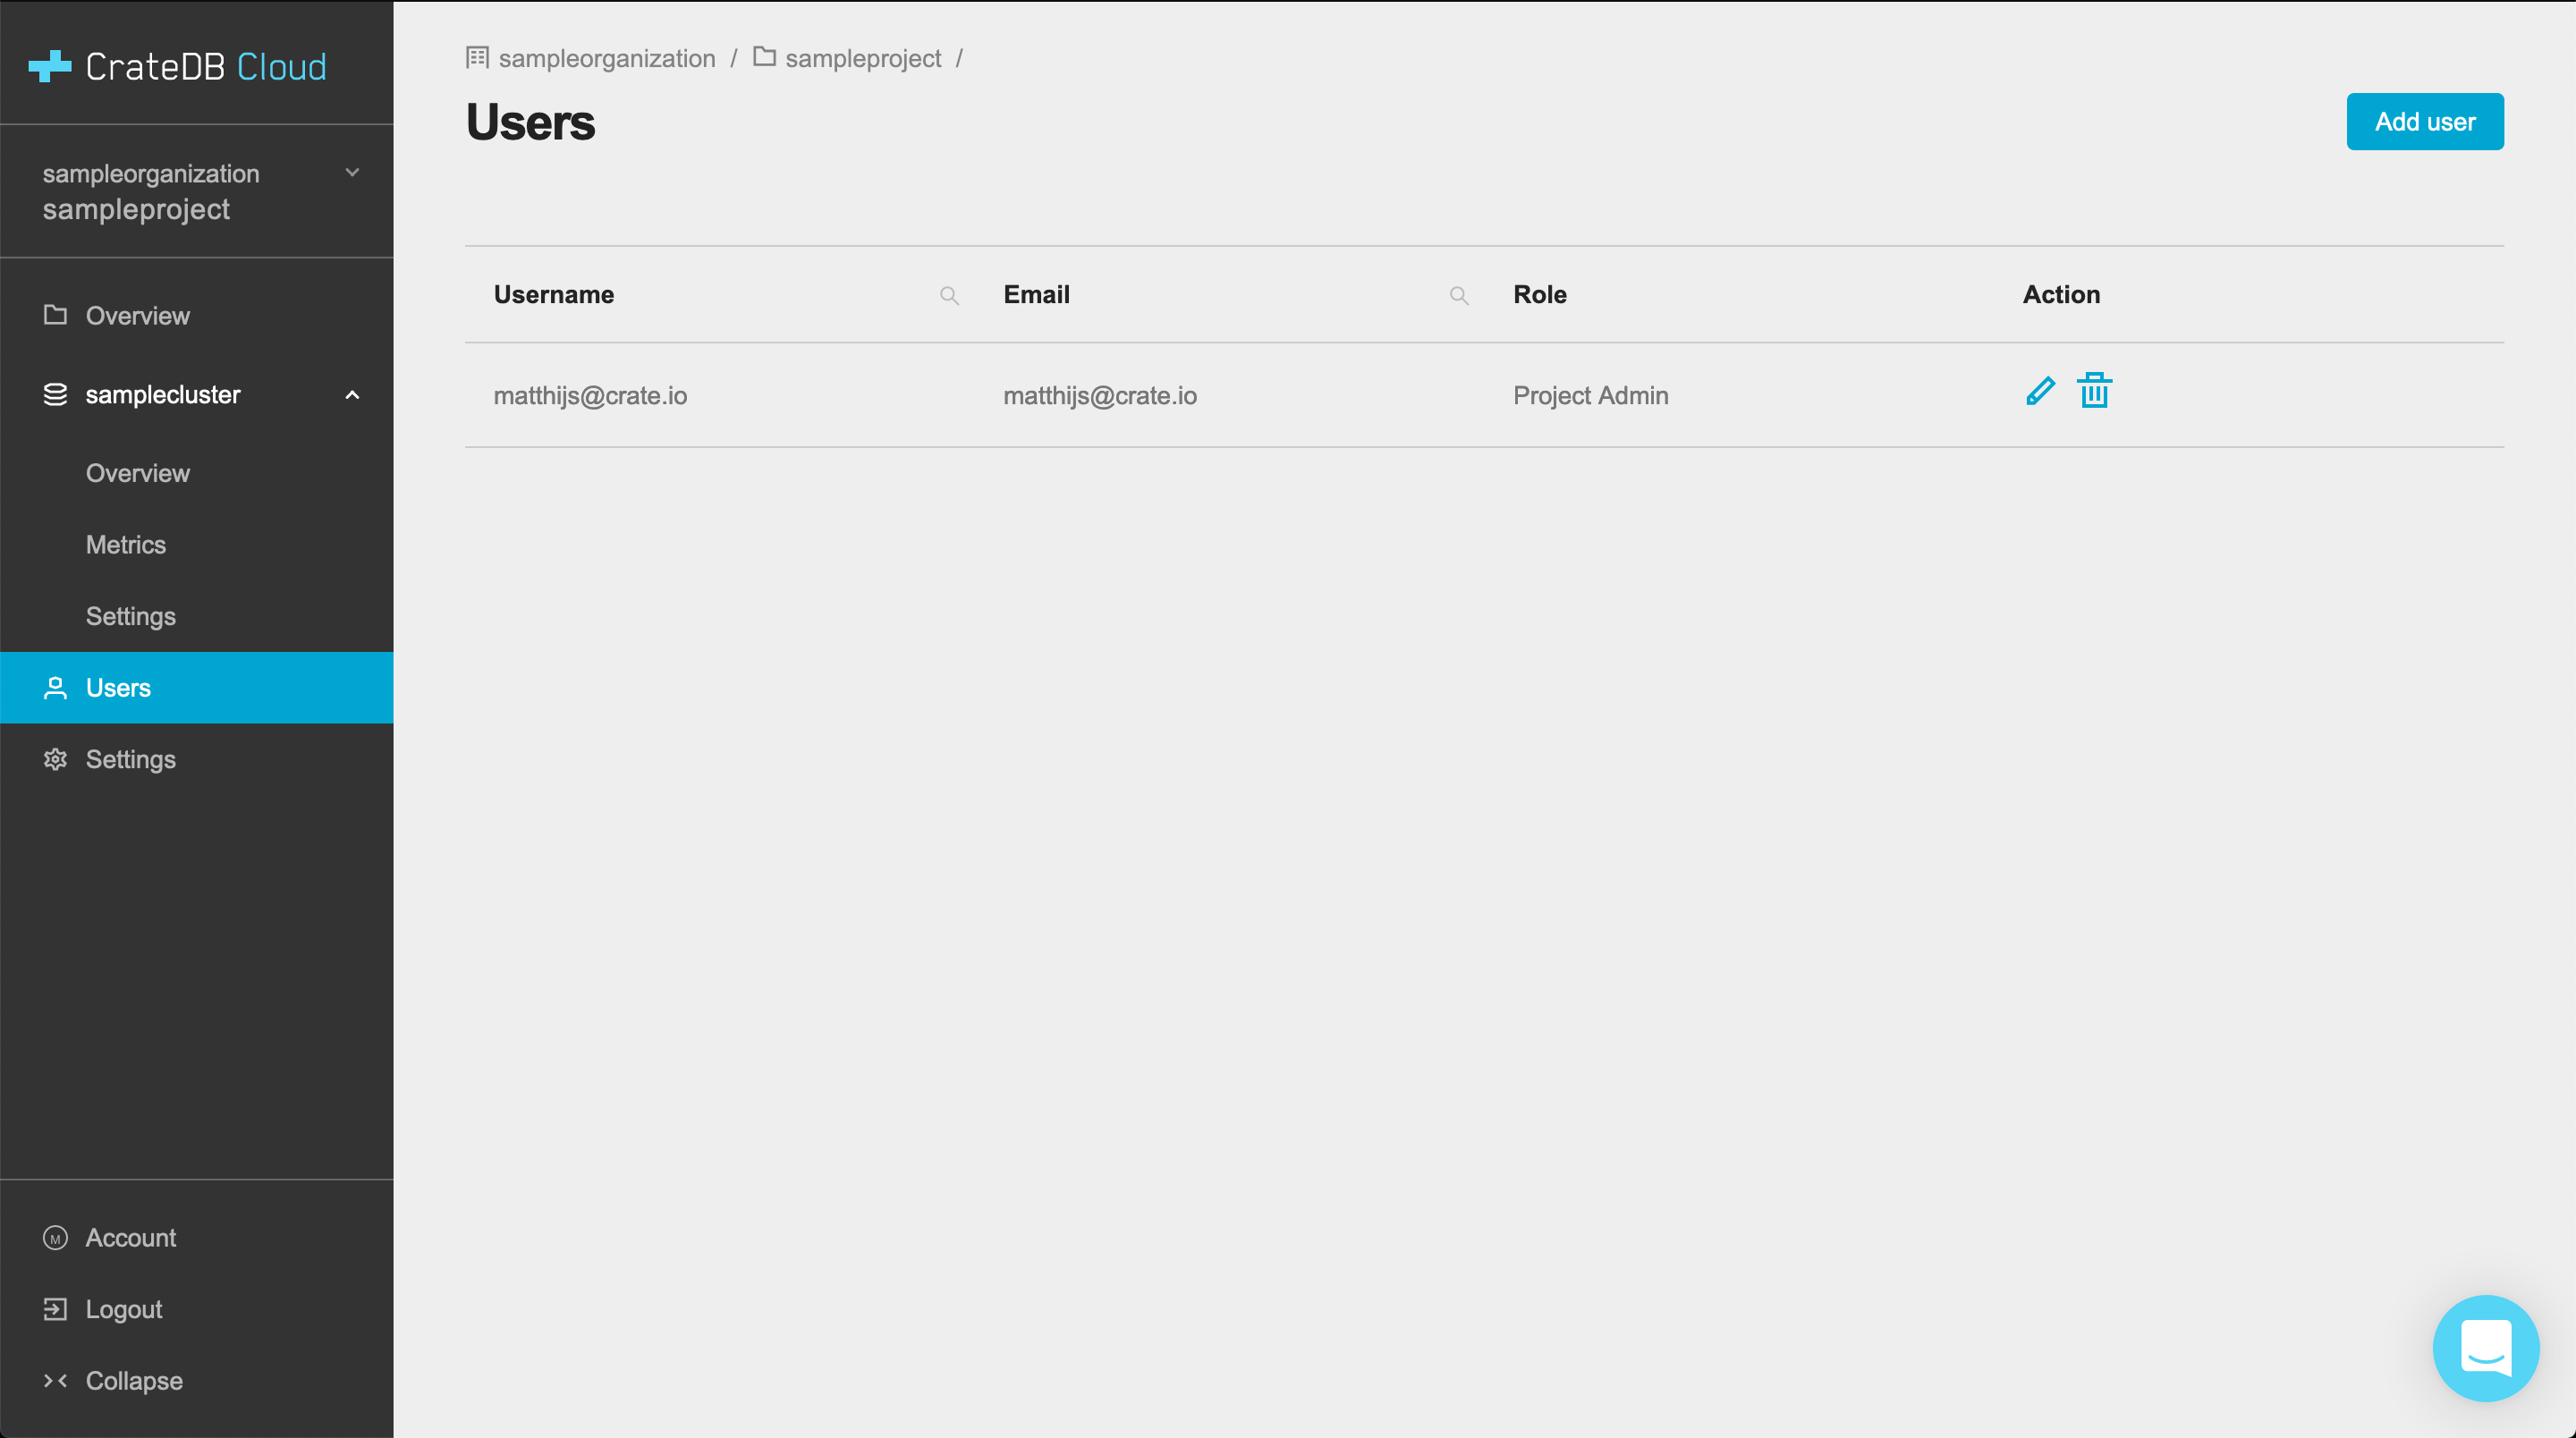 CrateDB Cloud
sampleorganization
sampleproject
Overview
samplecluster
Overview
Metrics
Settings
Users
Settings
M Account
Logout
Collapse
sampleorganization / sampleproject /
Users
Add user
Username Email Role Action
matthijs@crate.io matthijs@crate.io Project Admin